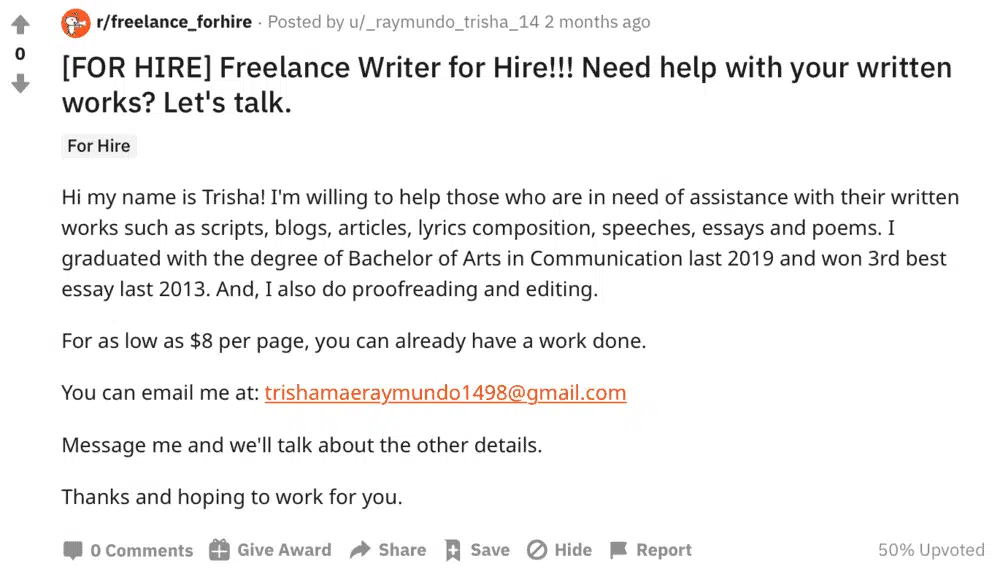 r/freelance_forhire · Posted by u/_raymundo_trisha_14 2 months ago
0
[FOR HIRE] Freelance Writer for Hire!!! Need help with your written
works? Let's talk.
For Hire
Hi my name is Trisha! I'm willing to help those who are in need of assistance with their written
works such as scripts, blogs, articles, lyrics composition, speeches, essays and poems. I
graduated with the degree of Bachelor of Arts in Communication last 2019 and won 3rd best
essay last 2013. And, I also do proofreading and editing.
For as low as $8 per page, you can already have a work done.
You can email me at: trishamaeraymundo1498@gmail.com
Message me and we'll talk about the other details.
Thanks and hoping to work for you.
0 Comments Give Award Share Save Hide Report 50% Upvoted